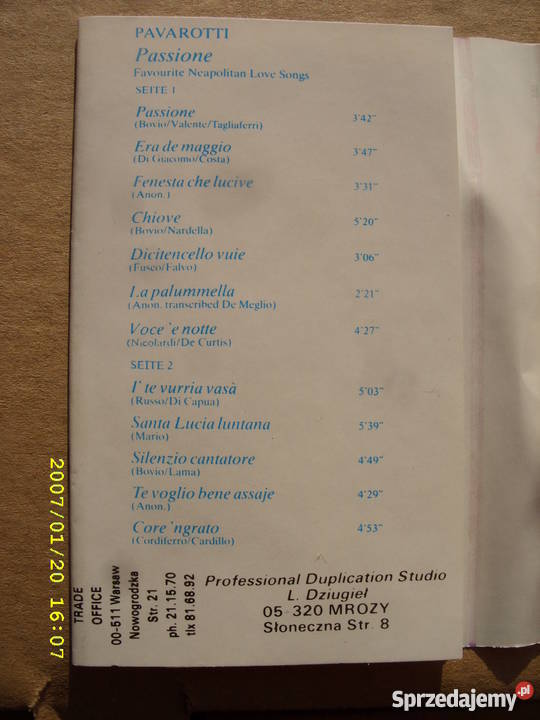 PAVAROTTI
Passione
Favourite Neapolitan Love Songs
SEITE 1
Passione 3'42"
(Bovio/Valente/Tagliaferri)
Era de maggio 3'47"
(Di Giacomo/Costa)
Fenesta che lucive 3'31"
(Anon.)
Chiove 5'20"
(Bovio/Nardella)
Dicitencello vuie 3'06"
(Fusco/Falvo)
La palummella 2'21"
(Anon. transcribed De Meglio)
Voce 'e notte 4'27"
(Nicolardi/De Curtis)
SEITE 2
I' te vurria vasà 5'03"
(Russo/Di Capua)
Santa Lucia luntana 5'39"
(Mario)
Silenzio cantatore 4'49"
(Bovio/Lama)
Te voglio bene assaje 4'29"
(Anon.)
Core 'ngrato 4'53"
(Cordiferro/Cardillo)
TRADE
OFFICE
00-511 Warsaw
Nowogrodzka
Str. 21
ph. 21.15.70
tlx 81.68.92
Professional Duplication Studio
L. Dziugieł
05-320 MROZY
Słoneczna Str. 8
2007/01/20 16:07
Sprzedajemy.pl